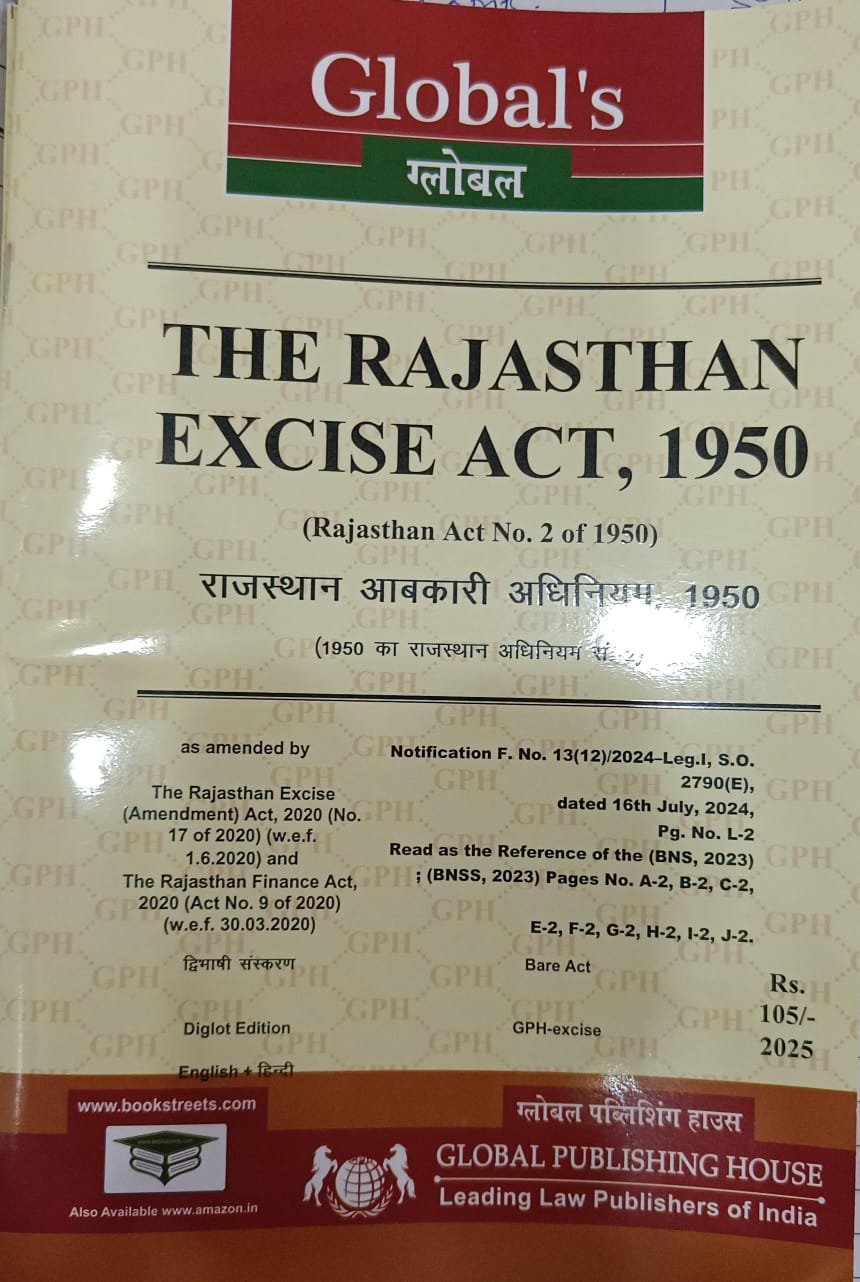 Global's
ग्लोबल
THE RAJASTHAN
EXCISE ACT, 1950
(Rajasthan Act No. 2 of 1950)
राजस्थान आबकारी अधिनियम, 1950
(1950 का राजस्थान अधिनियम सं. 2)
as amended by
The Rajasthan Excise
(Amendment) Act, 2020 (No.
17 of 2020) (w.e.f.
1.6.2020) and
The Rajasthan Finance Act,
2020 (Act No. 9 of 2020)
(w.e.f. 30.03.2020)
Notification F. No. 13(12)/2024–Leg.I, S.O.
2790(E),
dated 16th July, 2024,
Pg. No. L-2
Read as the Reference of the (BNS, 2023)
; (BNSS, 2023) Pages No. A-2, B-2, C-2,
E-2, F-2, G-2, H-2, I-2, J-2.
द्विभाषी संस्करण
Bare Act
Diglot Edition
GPH-excise
English + हिन्दी
Rs.
105/-
2025
www.bookstreets.com
Also Available www.amazon.in
ग्लोबल पब्लिशिंग हाउस
GPH
GLOBAL PUBLISHING HOUSE
Leading Law Publishers of India